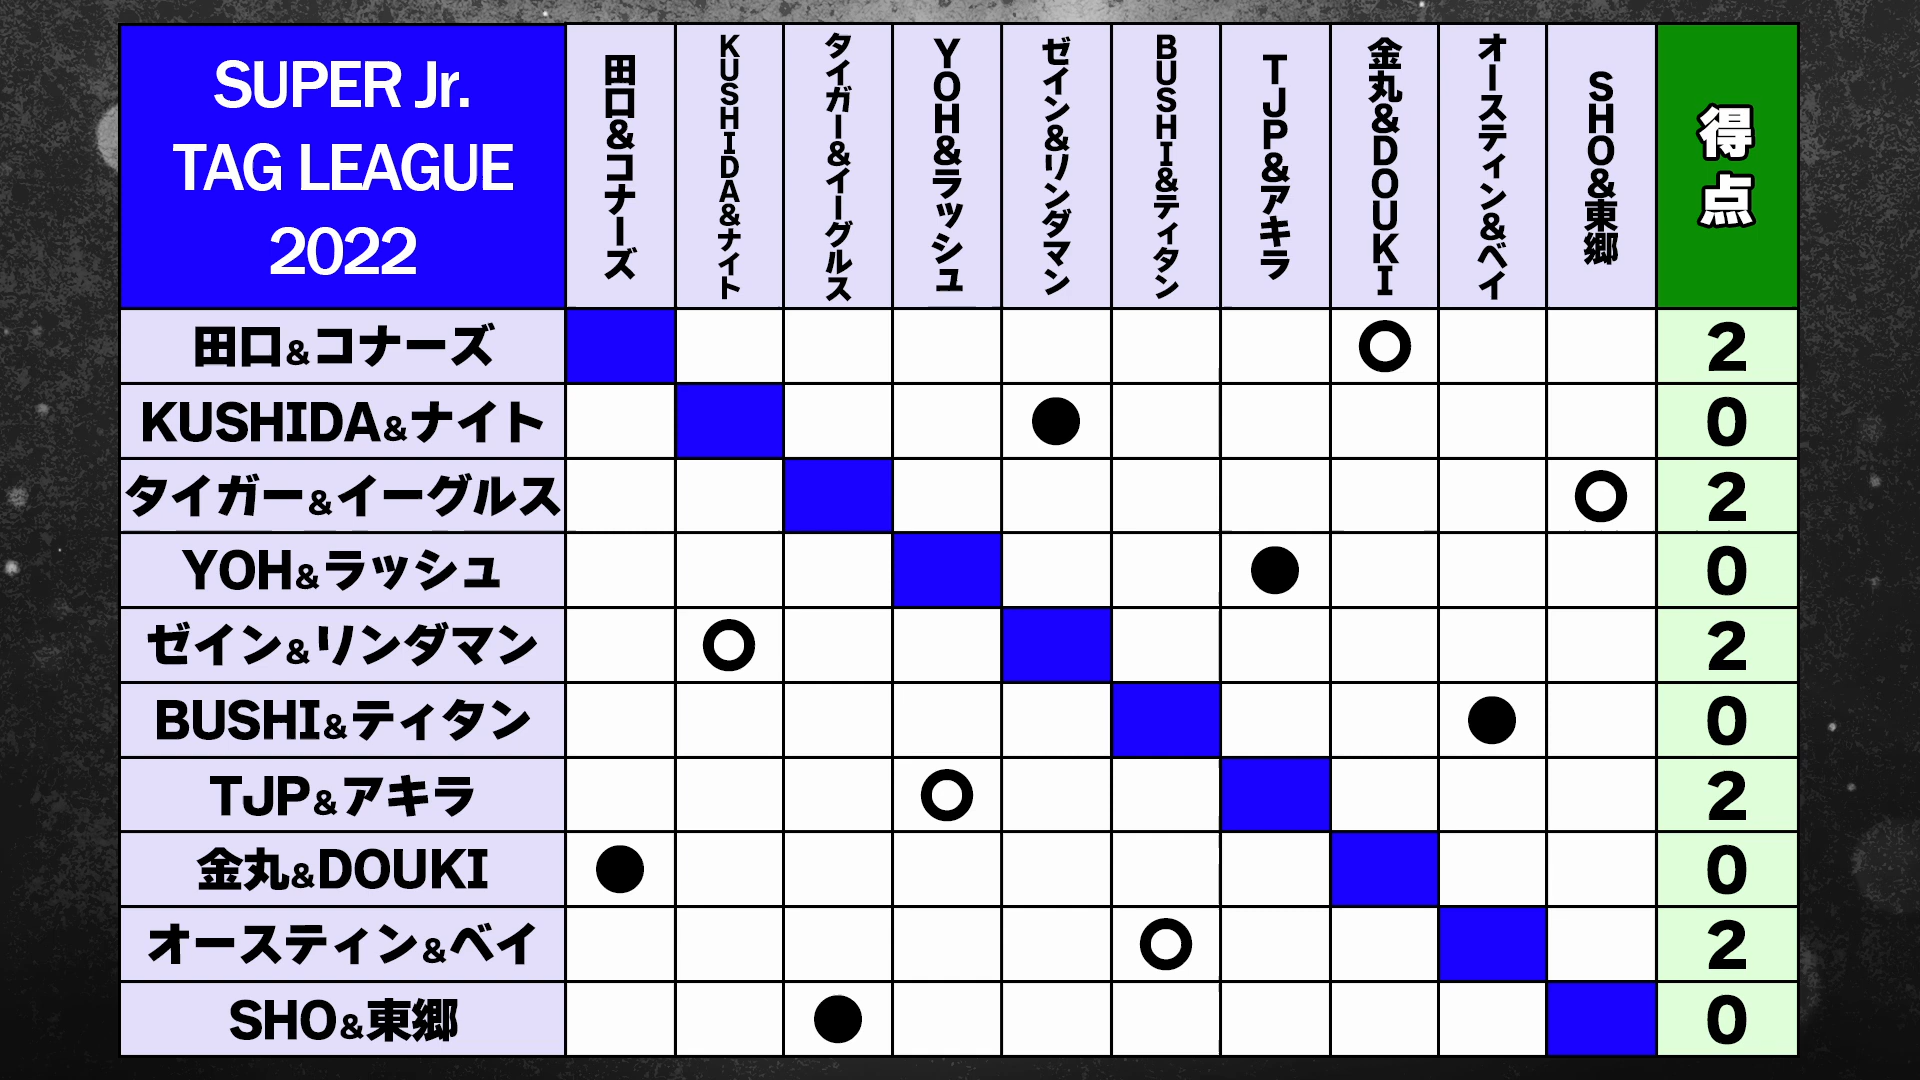 SUPER Jr.
TAG LEAGUE
2022
田口&コナーズ
KUSHIDA&ナイト
タイガー&イーグルス
YOH&ラッシュ
ゼイン&リンダマン
BUSHI&ティタン
TJP&アキラ
金丸&DOUKI
オースティン&ベイ
SHO&東郷
得点
田口&コナーズ ○ 2
KUSHIDA&ナイト ● 0
タイガー&イーグルス ○ 2
YOH&ラッシュ ● 0
ゼイン&リンダマン ○ 2
BUSHI&ティタン ● 0
TJP&アキラ ○ 2
金丸&DOUKI ● 0
オースティン&ベイ ○ 2
SHO&東郷 ● 0